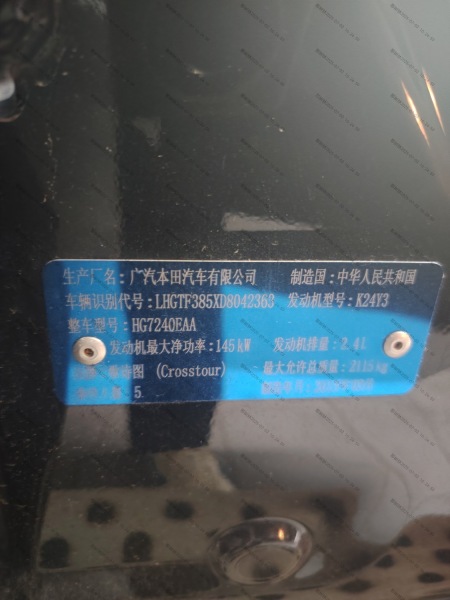 生产厂名：广汽本田汽车有限公司 制造国：中华人民共和国
车辆识别代号：LHGTF385XD8042363 发动机型号：K24Y3
整车型号：HG7240EAA
发动机最大净功率：145kW 发动机排量：2.4L
图 (Crosstour) 最大允许总质量：2115kg
5